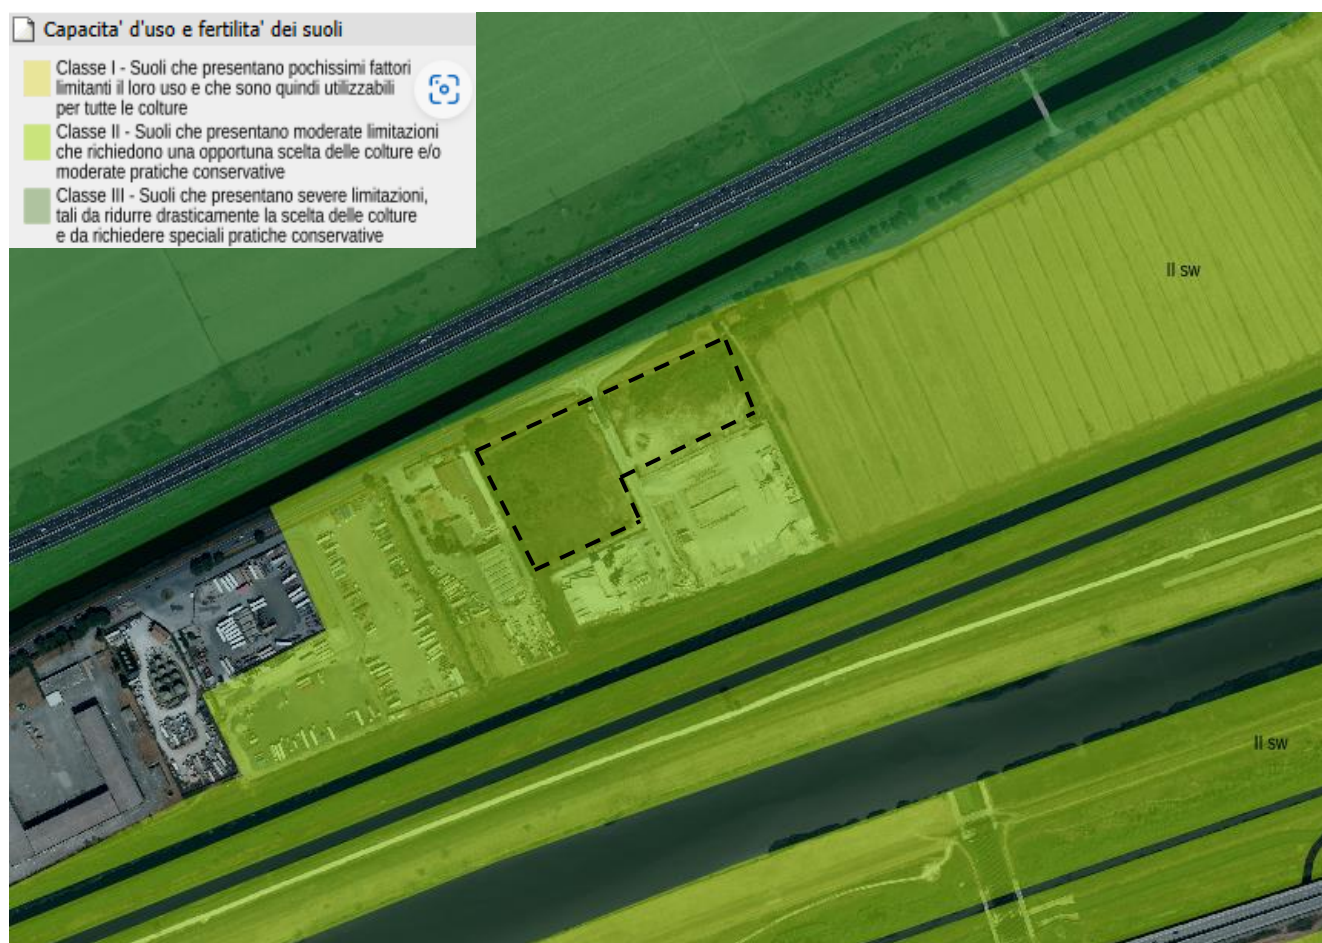 Capacita' d'uso e fertilita' dei suoli
Classe I - Suoli che presentano pochissimi fattori
limitanti il loro uso e che sono quindi utilizzabili
per tutte le colture
Classe II - Suoli che presentano moderate limitazioni
che richiedono una opportuna scelta delle colture e/o
moderate pratiche conservative
Classe III - Suoli che presentano severe limitazioni,
tali da ridurre drasticamente la scelta delle colture
e da richiedere speciali pratiche conservative
II sw
II sw